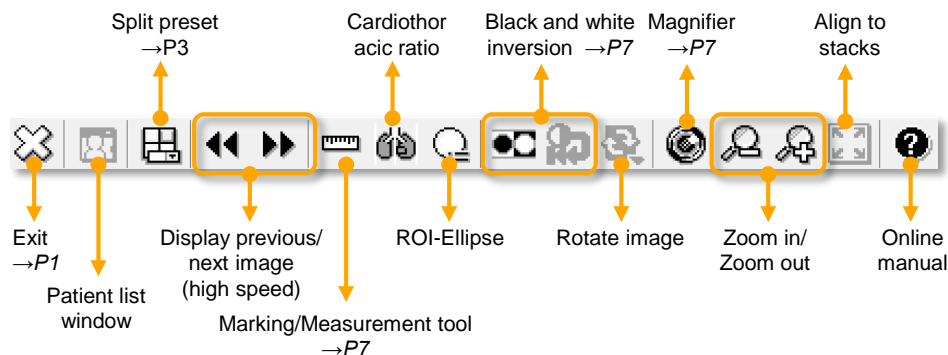 Split preset
→P3
Cardiothor
acic ratio
Black and white
inversion →P7
Magnifier
→P7
Align to
stacks
Exit
→P1
Patient list
window
Display previous/
next image
(high speed)
Marking/Measurement tool
→P7
ROI-Ellipse
Rotate image
Zoom in/
Zoom out
Online
manual